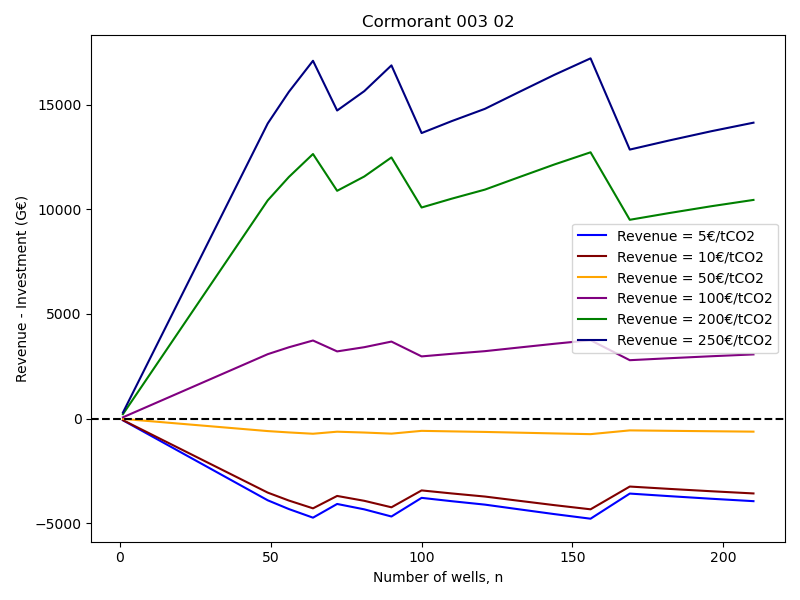 Cormorant 003 02
Revenue - Investment (G€)
15000
10000
5000
0
−5000
Revenue = 5€/tCO2
Revenue = 10€/tCO2
Revenue = 50€/tCO2
Revenue = 100€/tCO2
Revenue = 200€/tCO2
Revenue = 250€/tCO2
0 50 100 150 200
Number of wells, n